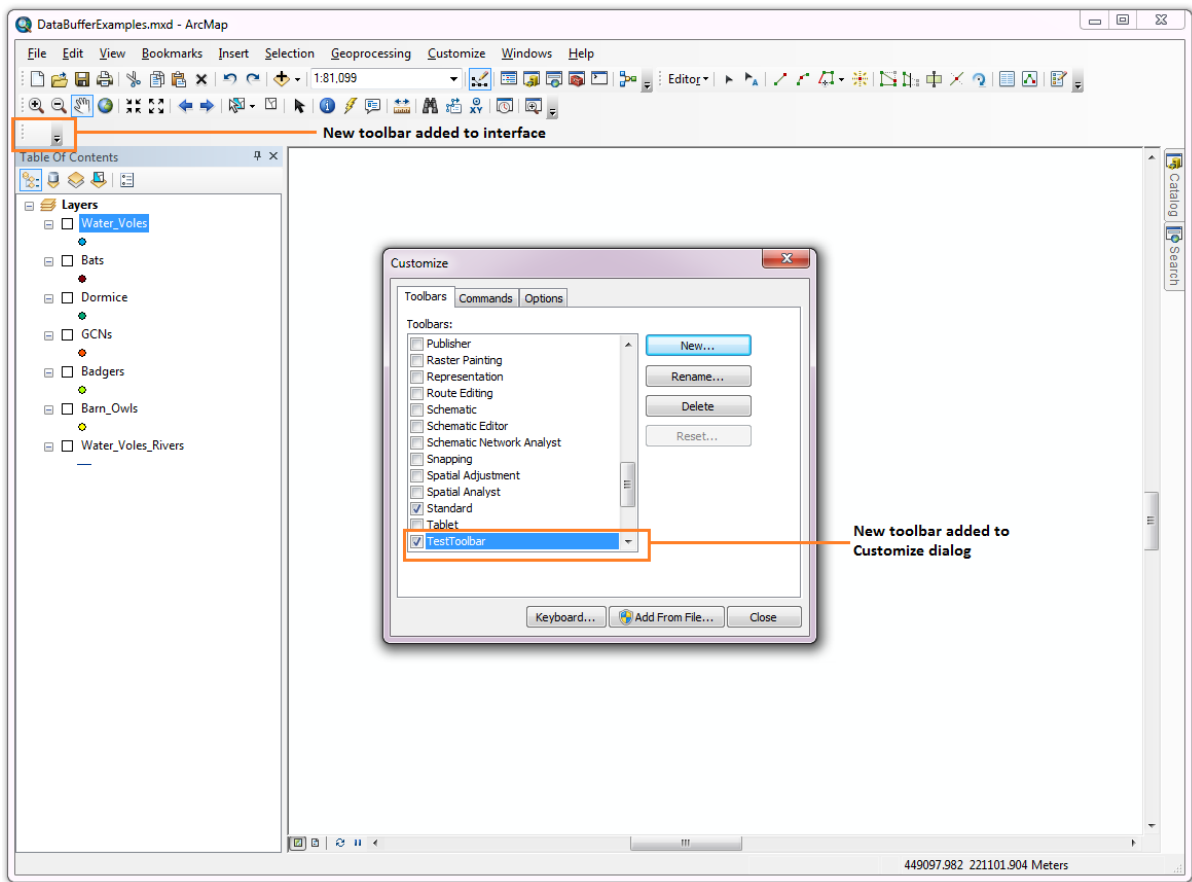 DataBufferExamples.mxd - ArcMap
File Edit View Bookmarks Insert Selection Geoprocessing Customize Windows Help
1:81,099
Editor
New toolbar added to interface
Table Of Contents
Layers
Water_Voles
Bats
Dormice
GCNs
Badgers
Barn_Owls
Water_Voles_Rivers
Catalog
Search
Customize
Toolbars Commands Options
Toolbars:
Publisher
Raster Painting
Representation
Route Editing
Schematic
Schematic Editor
Schematic Network Analyst
Snapping
Spatial Adjustment
Spatial Analyst
Standard
Tablet
TestToolbar
New...
Rename...
Delete
Reset...
New toolbar added to
Customize dialog
Keyboard... Add From File... Close
449097.982 221101.904 Meters